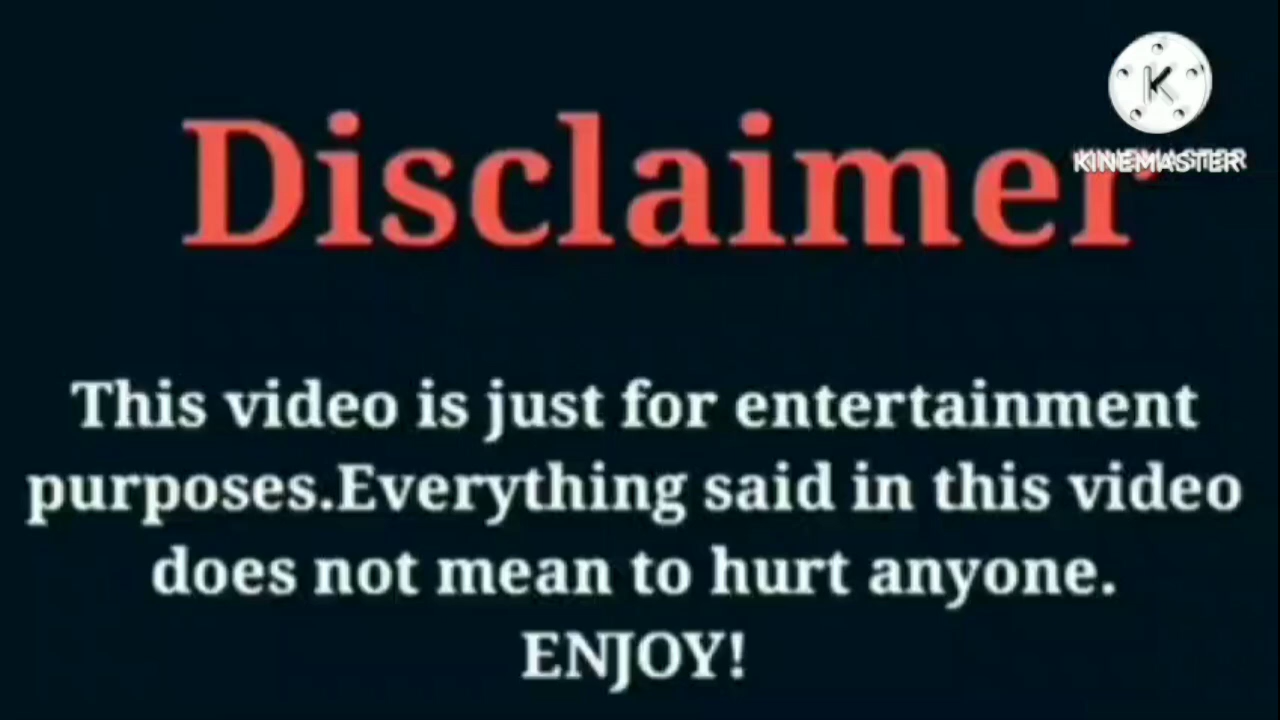 K
KINEMASTER
Disclaimer
This video is just for entertainment
purposes.Everything said in this video
does not mean to hurt anyone.
ENJOY!